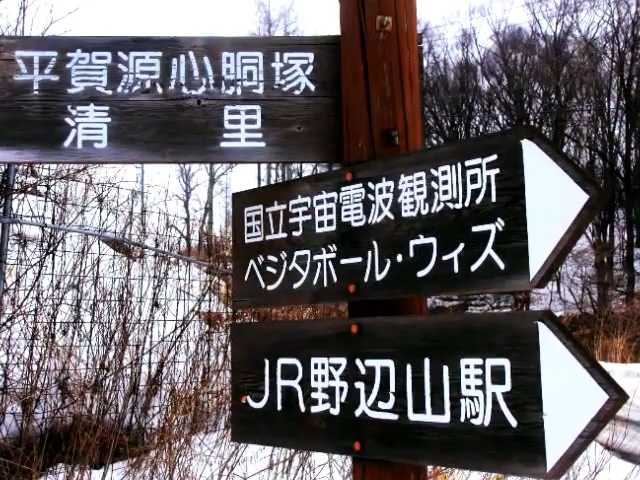 平賀源心胴塚
清里
国立宇宙電波観測所
ベジタボール・ウィズ
JR野辺山駅